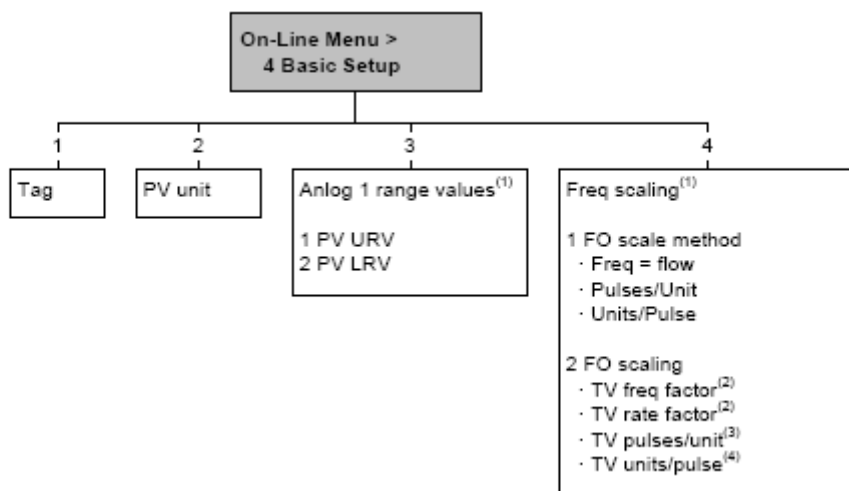 On-Line Menu >
4 Basic Setup
1
2
3
4
Tag
PV unit
Anlog 1 range values(1)
1 PV URV
2 PV LRV
Freq scaling(1)
1 FO scale method
· Freq = flow
· Pulses/Unit
· Units/Pulse
2 FO scaling
· TV freq factor(2)
· TV rate factor(2)
· TV pulses/unit(3)
· TV units/pulse(4)